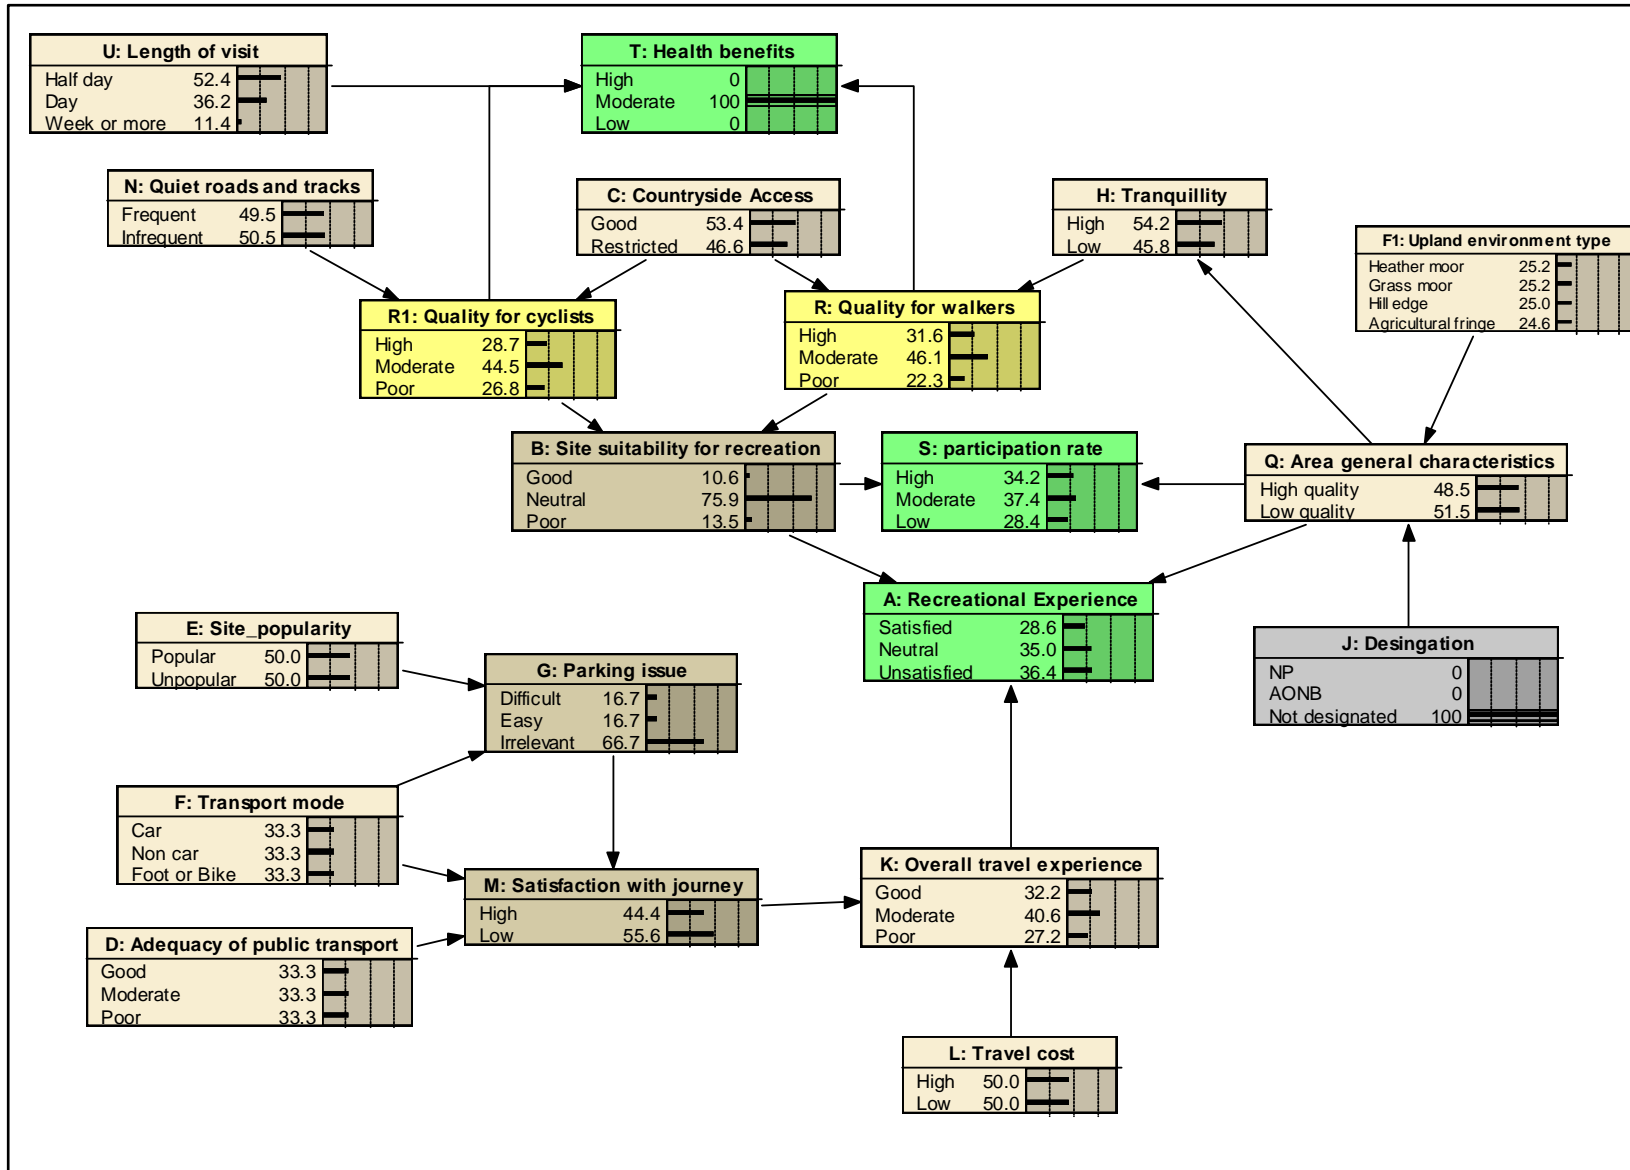 U: Length of visit
Half day 52.4
Day 36.2
Week or more 11.4
T: Health benefits
High 0
Moderate 100
Low 0
N: Quiet roads and tracks
Frequent 49.5
Infrequent 50.5
C: Countryside Access
Good 53.4
Restricted 46.6
H: Tranquillity
High 54.2
Low 45.8
F1: Upland environment type
Heather moor 25.2
Grass moor 25.2
Hill edge 25.0
Agricultural fringe 24.6
R1: Quality for cyclists
High 28.7
Moderate 44.5
Poor 26.8
R: Quality for walkers
High 31.6
Moderate 46.1
Poor 22.3
B: Site suitability for recreation
Good 10.6
Neutral 75.9
Poor 13.5
S: participation rate
High 34.2
Moderate 37.4
Low 28.4
Q: Area general characteristics
High quality 48.5
Low quality 51.5
A: Recreational Experience
Satisfied 28.6
Neutral 35.0
Unsatisfied 36.4
E: Site_popularity
Popular 50.0
Unpopular 50.0
G: Parking issue
Difficult 16.7
Easy 16.7
Irrelevant 66.7
J: Desingation
NP 0
AONB 0
Not designated 100
F: Transport mode
Car 33.3
Non car 33.3
Foot or Bike 33.3
M: Satisfaction with journey
High 44.4
Low 55.6
K: Overall travel experience
Good 32.2
Moderate 40.6
Poor 27.2
D: Adequacy of public transport
Good 33.3
Moderate 33.3
Poor 33.3
L: Travel cost
High 50.0
Low 50.0